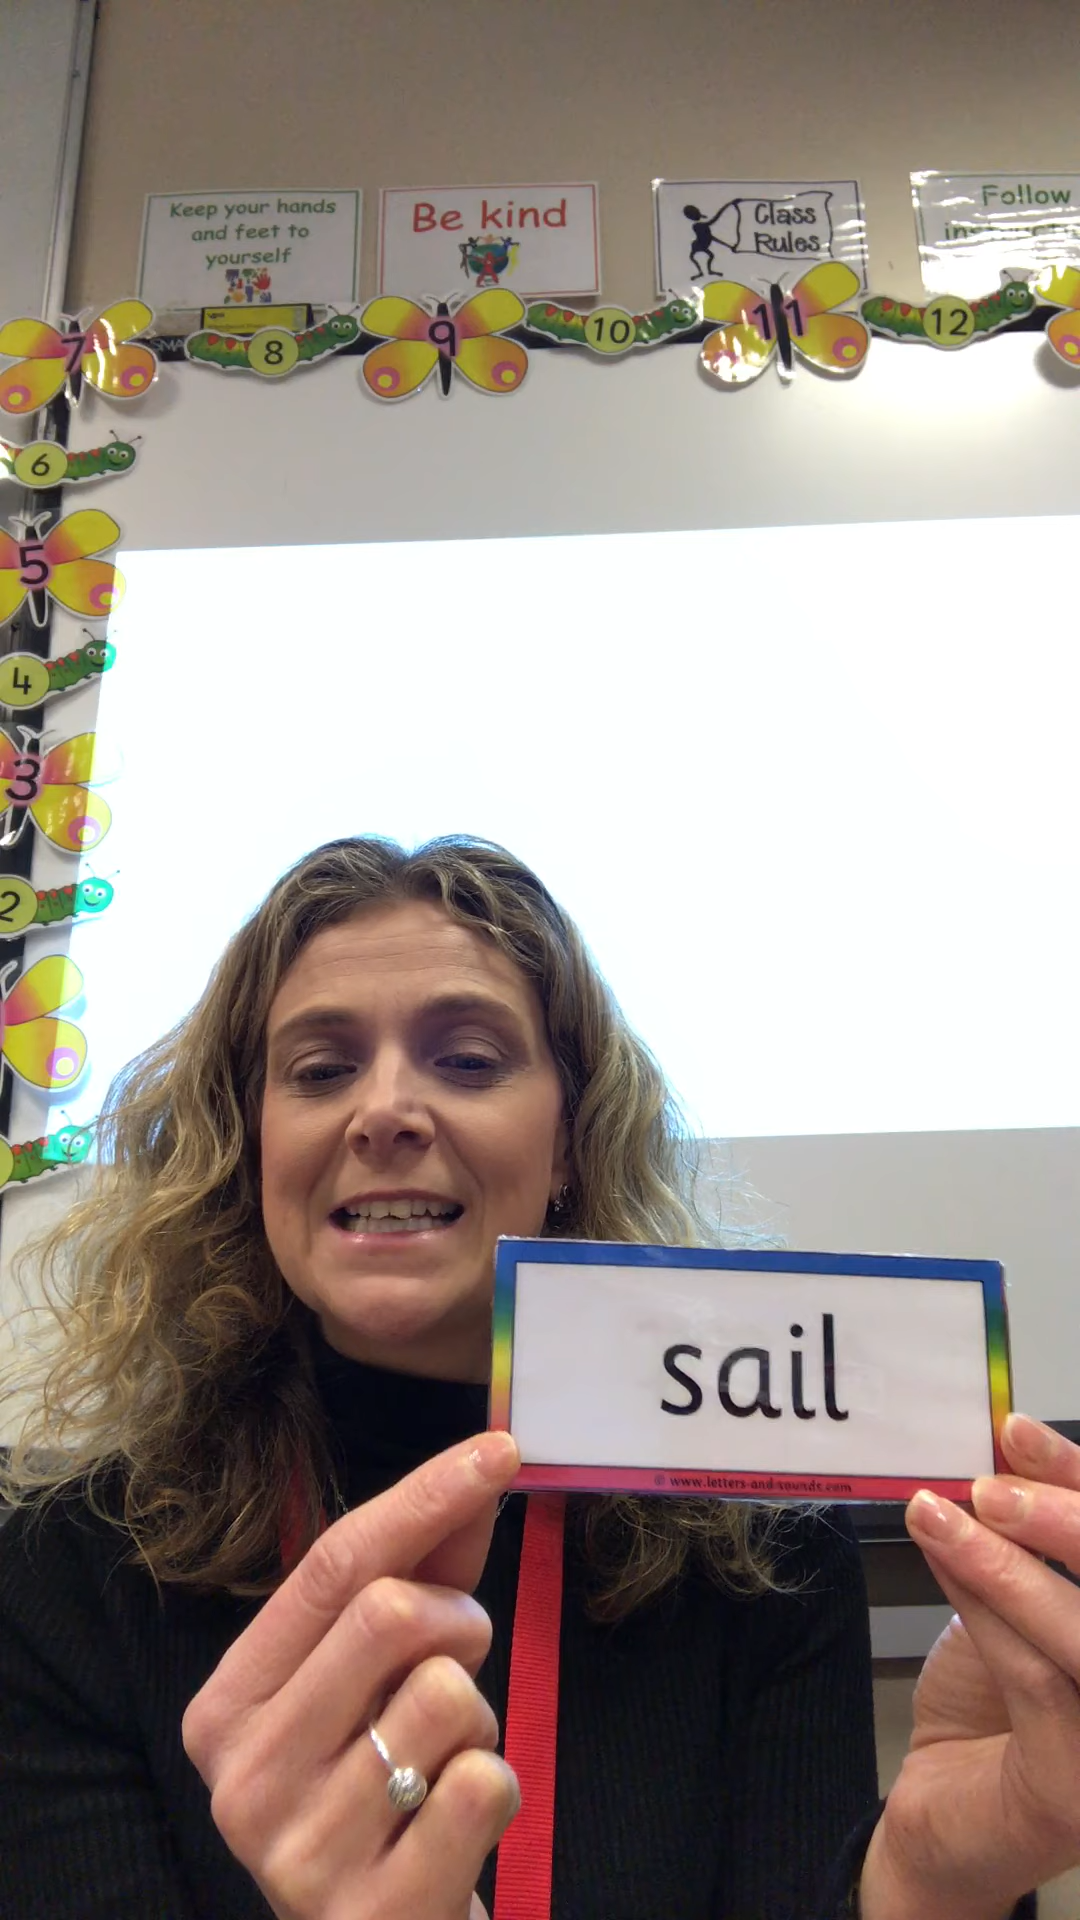 Keep your hands
and feet to
yourself
Be kind
Class
Rules
Follow
7
8
9
10
11
12
6
5
4
3
2
sail
© www.letters-and-sounds.com